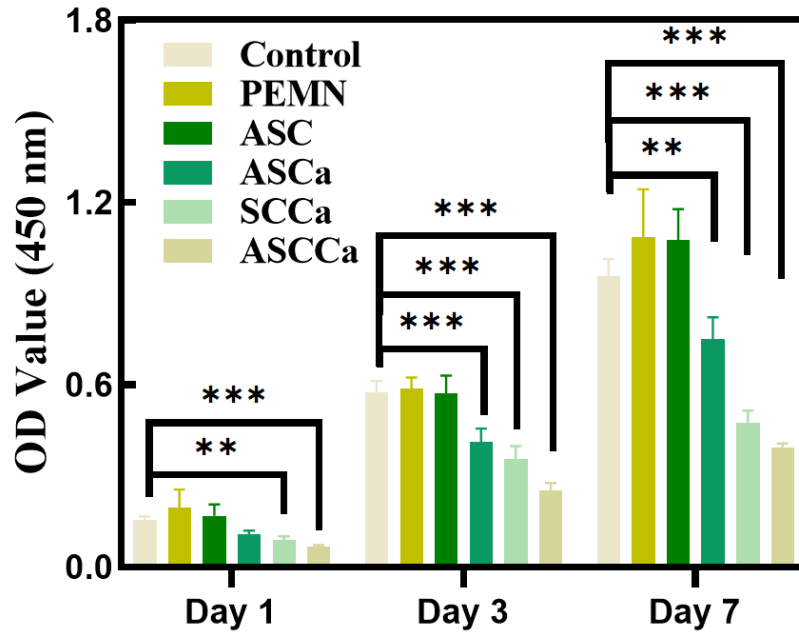 1.8
1.2
0.6
0.0
OD Value (450 nm)
Control
PEMN
ASC
ASCa
SCCa
ASCCa
***
**
***
***
***
***
***
**
Day 1
Day 3
Day 7